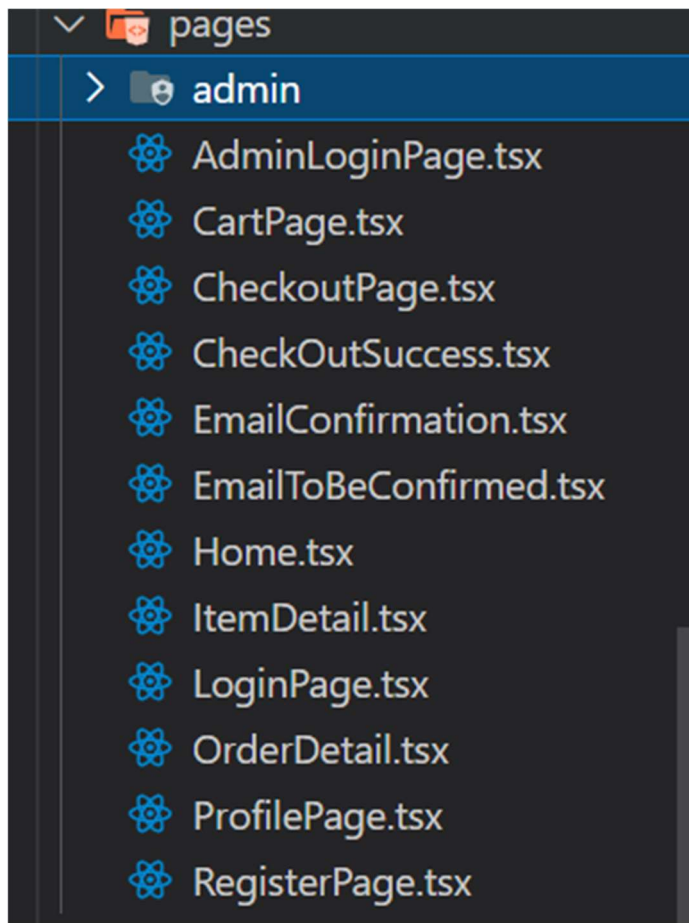 pages
admin
AdminLoginPage.tsx
CartPage.tsx
CheckoutPage.tsx
CheckOutSuccess.tsx
EmailConfirmation.tsx
EmailToBeConfirmed.tsx
Home.tsx
ItemDetail.tsx
LoginPage.tsx
OrderDetail.tsx
ProfilePage.tsx
RegisterPage.tsx